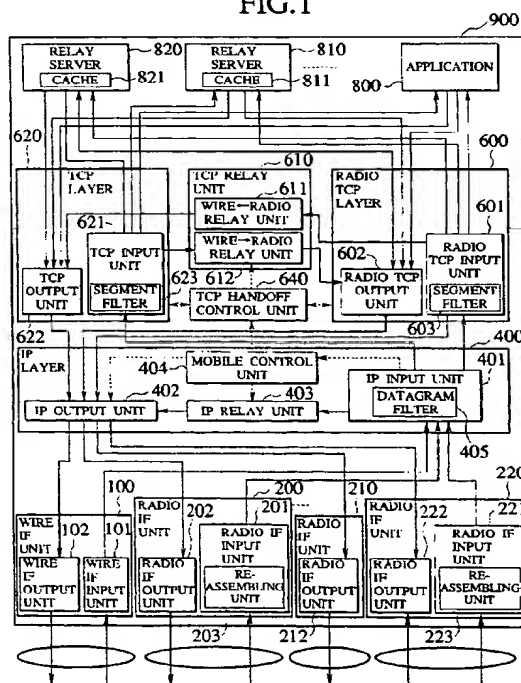 FIG.1
900
RELAY SERVER
820
CACHE
821
RELAY SERVER
810
CACHE
811
APPLICATION
800
620
TCP LAYER
610
TCP RELAY UNIT
611
WIRE←RADIO RELAY UNIT
WIRE→RADIO RELAY UNIT
612
640
TCP HANDOFF CONTROL UNIT
600
RADIO TCP LAYER
601
RADIO TCP INPUT UNIT
SEGMENT FILTER
603
602
RADIO TCP OUTPUT UNIT
621
TCP INPUT UNIT
SEGMENT FILTER
623
TCP OUTPUT UNIT
622
IP LAYER
400
401
IP INPUT UNIT
DATAGRAM FILTER
405
404
MOBILE CONTROL UNIT
402
403
IP OUTPUT UNIT
IP RELAY UNIT
100
WIRE IF UNIT
102
101
WIRE IF OUTPUT UNIT
WIRE IF INPUT UNIT
200
RADIO IF UNIT
202
201
RADIO IF OUTPUT UNIT
RADIO IF INPUT UNIT
RE-ASSEMBLING UNIT
203
210
RADIO IF UNIT
RADIO IF OUTPUT UNIT
212
220
RADIO IF UNIT
222
221
RADIO IF OUTPUT UNIT
RADIO IF INPUT UNIT
RE-ASSEMBLING UNIT
223